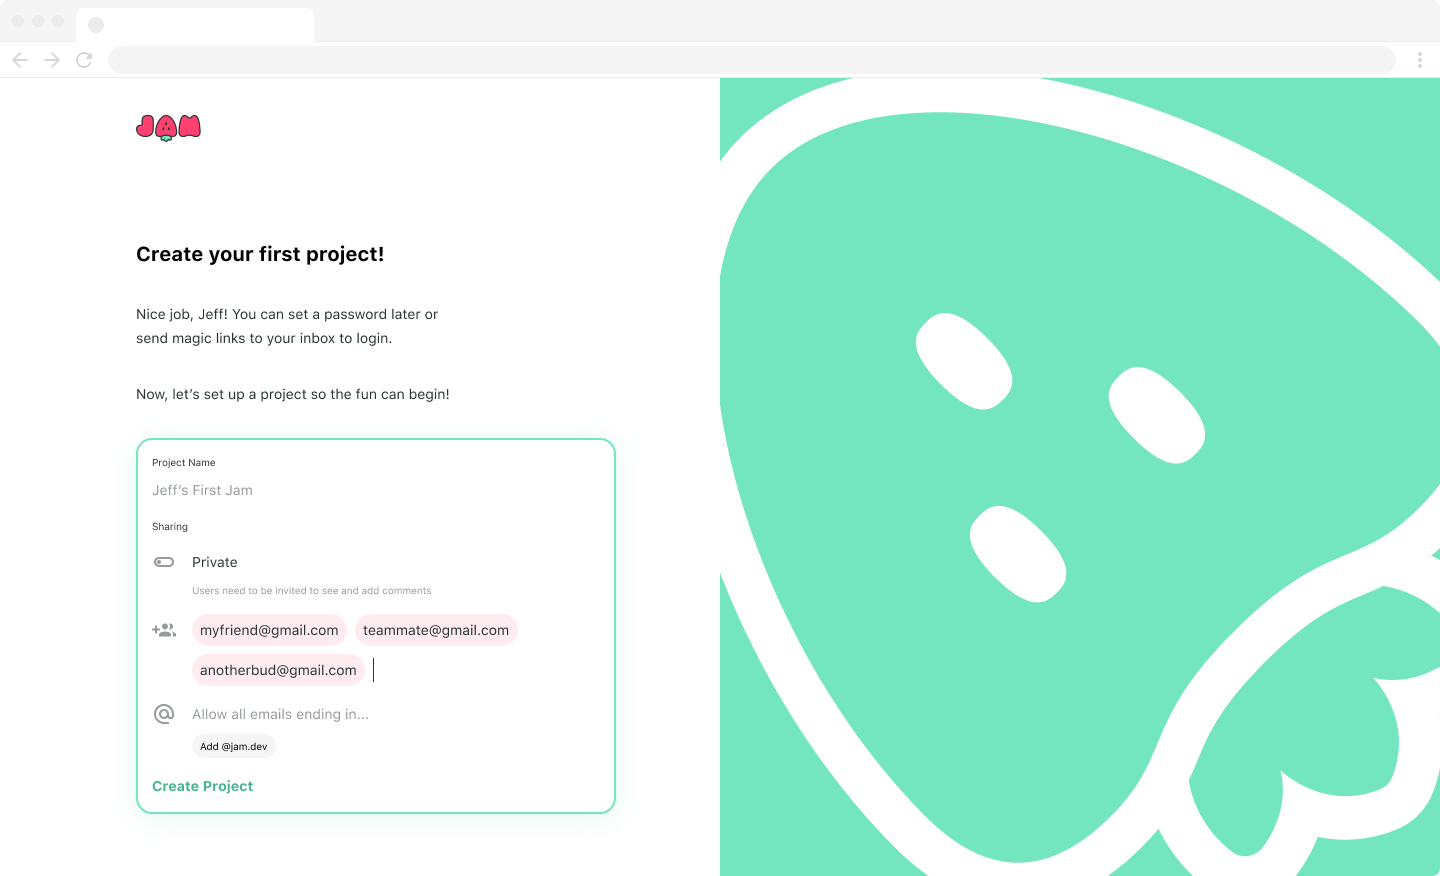 JAM
Create your first project!
Nice job, Jeff! You can set a password later or
send magic links to your inbox to login.
Now, let’s set up a project so the fun can begin!
Project Name
Jeff’s First Jam
Sharing
Private
Users need to be invited to see and add comments
myfriend@gmail.com teammate@gmail.com
anotherbud@gmail.com
Allow all emails ending in...
Add @jam.dev
Create Project